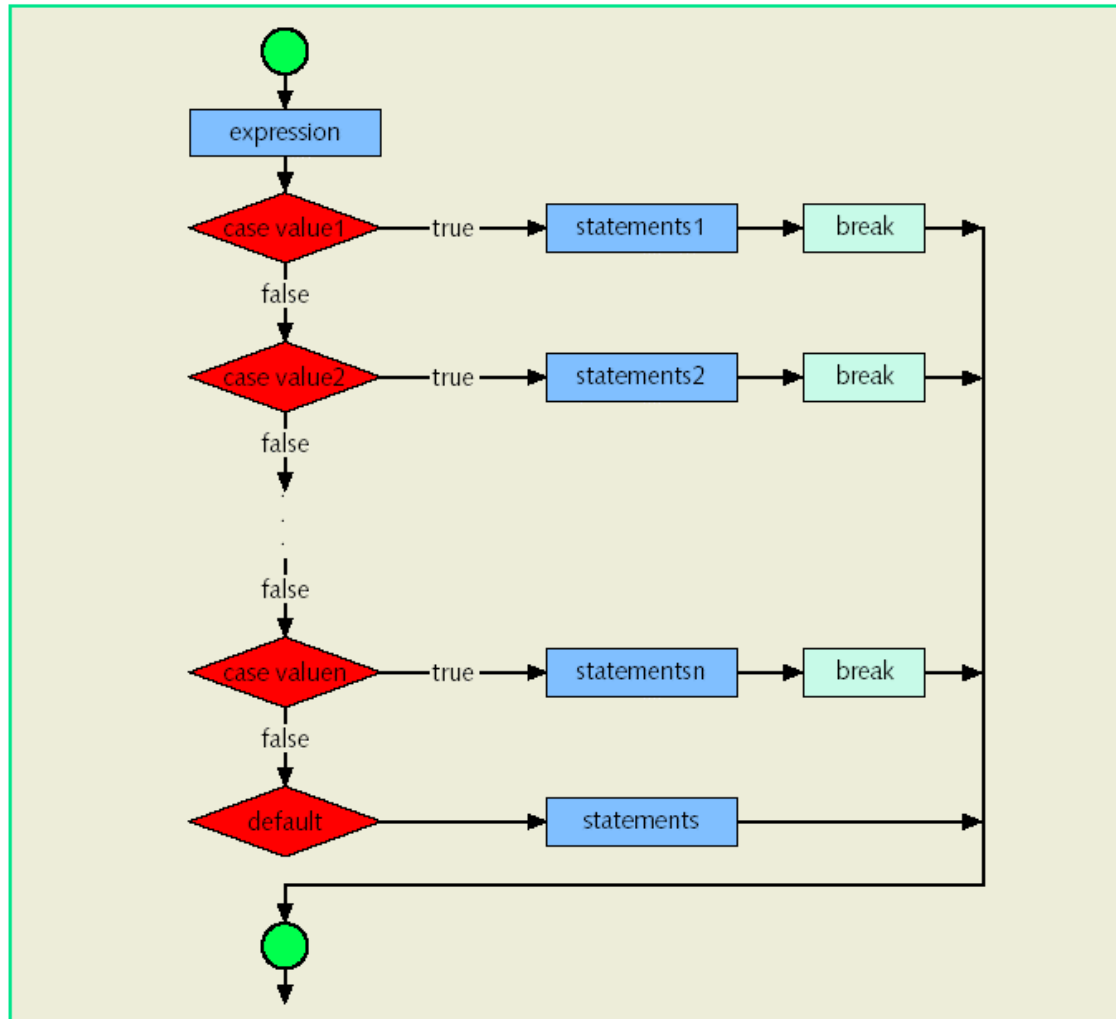 expression
case value1 true statements1 break
false
case value2 true statements2 break
false
.
.
.
false
case valuen true statementsn break
false
default statements